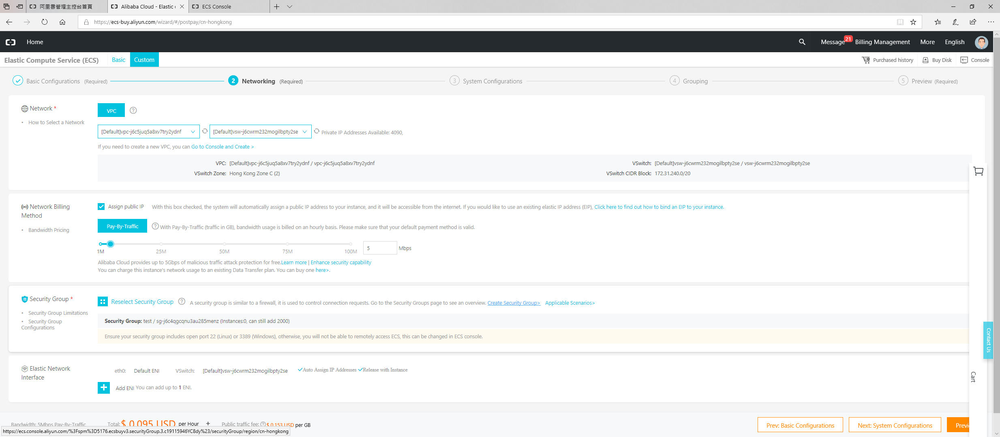 阿里雲管理主控台首頁
Alibaba Cloud - Elastic
ECS Console
https://ecs-buy.aliyun.com/wizard/#/postpay/cn-hongkong
Home
Message 21 Billing Management More English
Elastic Compute Service (ECS) Basic Custom
Purchased history Buy Disk Console
Basic Configurations (Required)
2 Networking (Required)
3 System Configurations
4 Grouping
5 Preview (Required)
Network *
• How to Select a Network
VPC ?
[Default]vpc-j6c5juq5a8xv7try2ydnf [Default]vsw-j6cwrm232mogilbpty2se Private IP Addresses Available: 4090,
If you need to create a new VPC, you can Go to Console and Create >
VPC: [Default]vpc-j6c5juq5a8xv7try2ydnf / vpc-j6c5juq5a8xv7try2ydnf
VSwitch: [Default]vsw-j6cwrm232mogilbpty2se / vsw-j6cwrm232mogilbpty2se
VSwitch Zone: Hong Kong Zone C (2)
VSwitch CIDR Block: 172.31.240.0/20
Network Billing
Method
• Bandwidth Pricing
Assign public IP With this box checked, the system will automatically assign a public IP address to your instance, and it will be accessible from the internet. If you would like to use an existing elastic IP address (EIP), Click here to find out how to bind an EIP to your instance.
Pay-By-Traffic ? With Pay-By-Traffic (traffic in GB), bandwidth usage is billed on an hourly basis. Please make sure that your default payment method is valid.
1M 25M 50M 75M 100M
5 Mbps
Alibaba Cloud provides up to 5Gbps of malicious traffic attack protection for free.Learn more | Enhance security capability
You can charge this instance's network usage to an existing Data Transfer plan. You can buy one here>.
Security Group *
• Security Group Limitations
• Security Group
Configurations
Reselect Security Group ? A security group is similar to a firewall, it is used to control connection requests. Go to the Security Groups page to see an overview. Create Security Group> Applicable Scenarios>
Security Group: test / sg-j6c4qgcqnu3au285menz (Instances:0, can still add 2000)
Ensure your security group includes open port 22 (Linux) or 3389 (Windows), otherwise, you will not be able to remotely access ECS, this can be changed in ECS console.
Elastic Network
Interface
eth0: Default ENI VSwitch: [Default]vsw-j6cwrm232mogilbpty2se Auto Assign IP Addresses Release with Instance
Add ENI You can add up to 1 ENI.
Contact Us
Cart
Bandwidth: 5Mbps Pay-By-Traffic
Total: $ 0.095 USD per Hour +
Public traffic fee: ? $ 0.153 USD per GB
Prev: Basic Configurations
Next: System Configurations
https://ecs.console.aliyun.com/%3Fspm%3D5176.ecsbuyv3.securityGroup.3.c19115946YC8dy%23/securityGroup/region/cn-hongkong